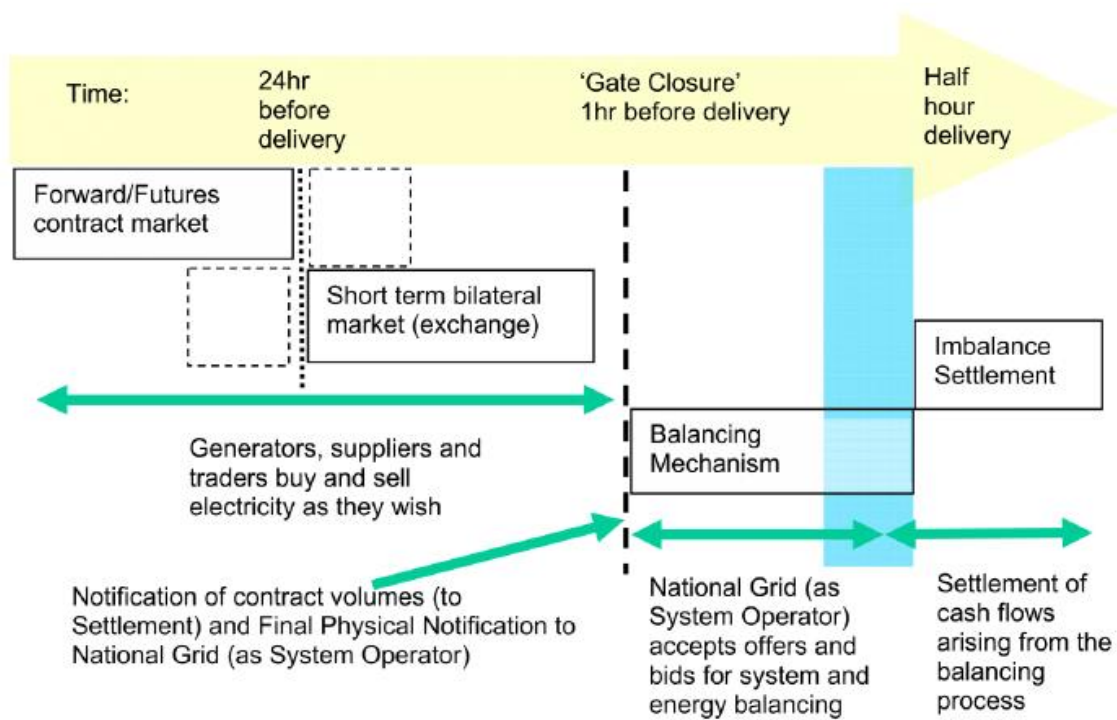 Time:
24hr
before
delivery
‘Gate Closure’
1hr before delivery
Half
hour
delivery
Forward/Futures
contract market
Short term bilateral
market (exchange)
Imbalance
Settlement
Balancing
Mechanism
Generators, suppliers and
traders buy and sell
electricity as they wish
Notification of contract volumes (to
Settlement) and Final Physical Notification to
National Grid (as System Operator)
National Grid (as
System Operator)
accepts offers and
bids for system and
energy balancing
Settlement of
cash flows
arising from the
balancing
process